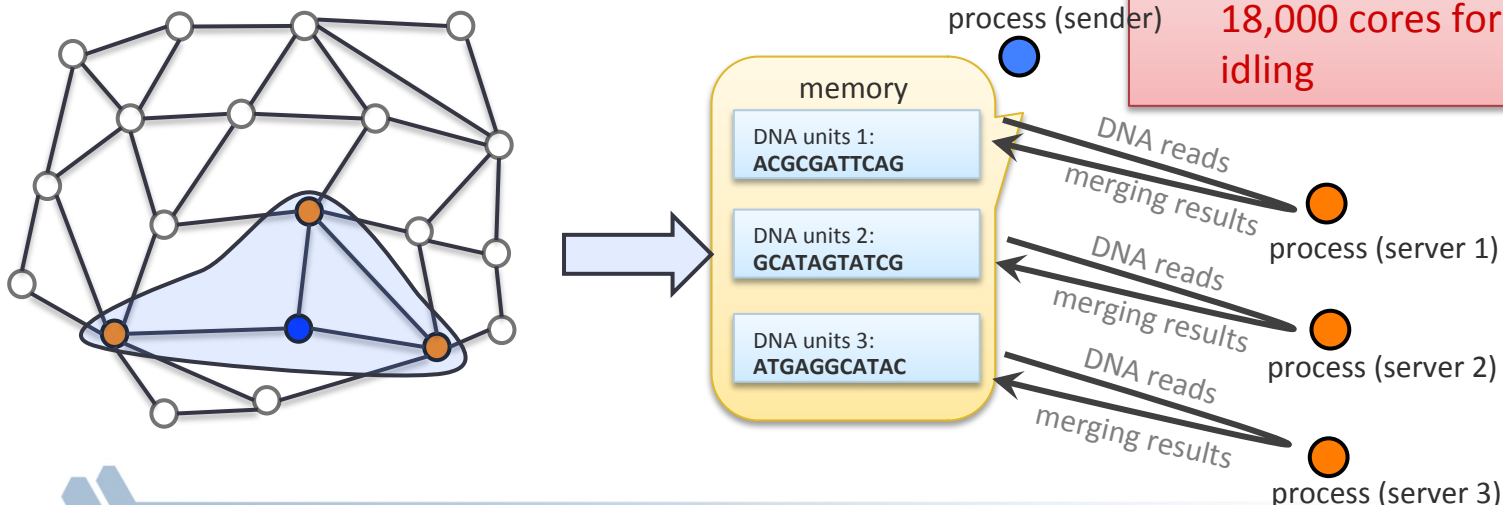 process (sender)
18,000 cores for
idling
memory
DNA units 1:
ACGCGATTCAG
DNA reads
merging results
process (server 1)
DNA units 2:
GCATAGTATCG
DNA reads
merging results
process (server 2)
DNA units 3:
ATGAGGCATAC
DNA reads
merging results
process (server 3)